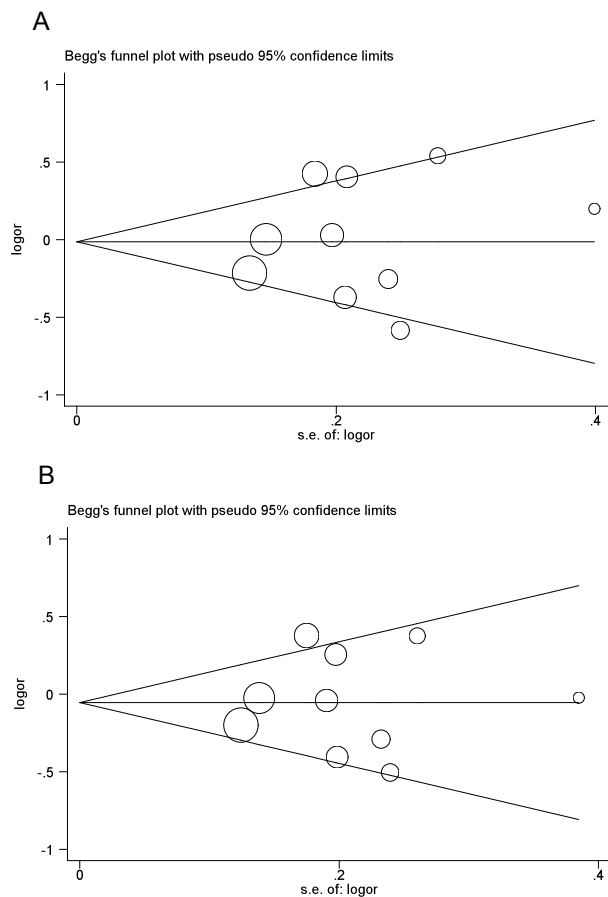 A
Begg's funnel plot with pseudo 95% confidence limits
1
.5
0
-.5
-1
logor
0 .2 .4
s.e. of: logor
B
Begg's funnel plot with pseudo 95% confidence limits
1
.5
0
-.5
-1
logor
0 .2 .4
s.e. of: logor